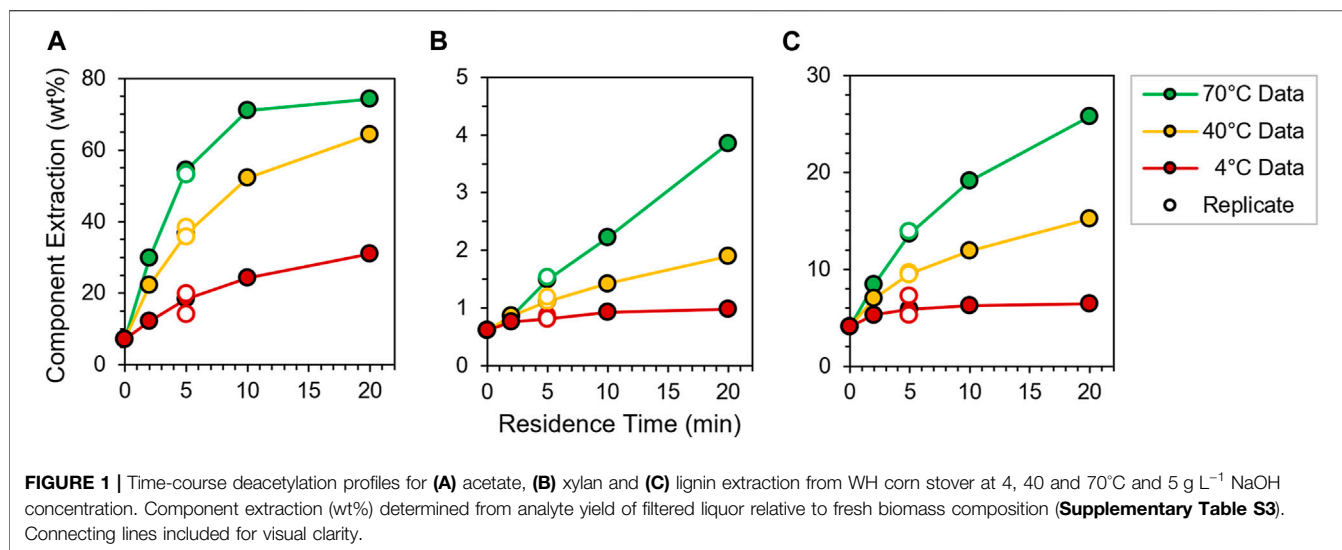 A
B
C
Component Extraction (wt%)
80
60
40
20
0
0 5 10 15 20
5
4
3
2
1
0
0 5 10 15 20
30
20
10
0
0 5 10 15 20
Residence Time (min)
70°C Data
40°C Data
4°C Data
Replicate
FIGURE 1 | Time-course deacetylation profiles for (A) acetate, (B) xylan and (C) lignin extraction from WH corn stover at 4, 40 and 70°C and 5 g L⁻¹ NaOH
concentration. Component extraction (wt%) determined from analyte yield of filtered liquor relative to fresh biomass composition (Supplementary Table S3).
Connecting lines included for visual clarity.